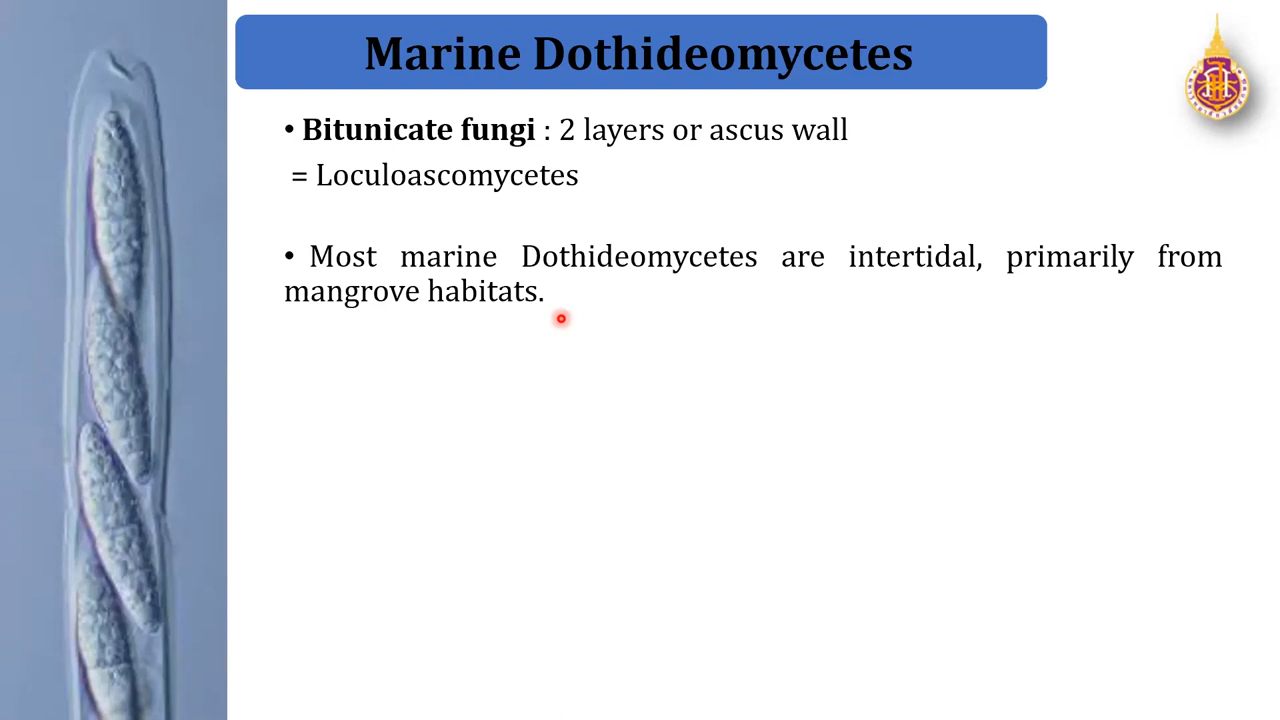 Marine Dothideomycetes
• Bitunicate fungi : 2 layers or ascus wall
= Loculoascomycetes
• Most marine Dothideomycetes are intertidal, primarily from
mangrove habitats.